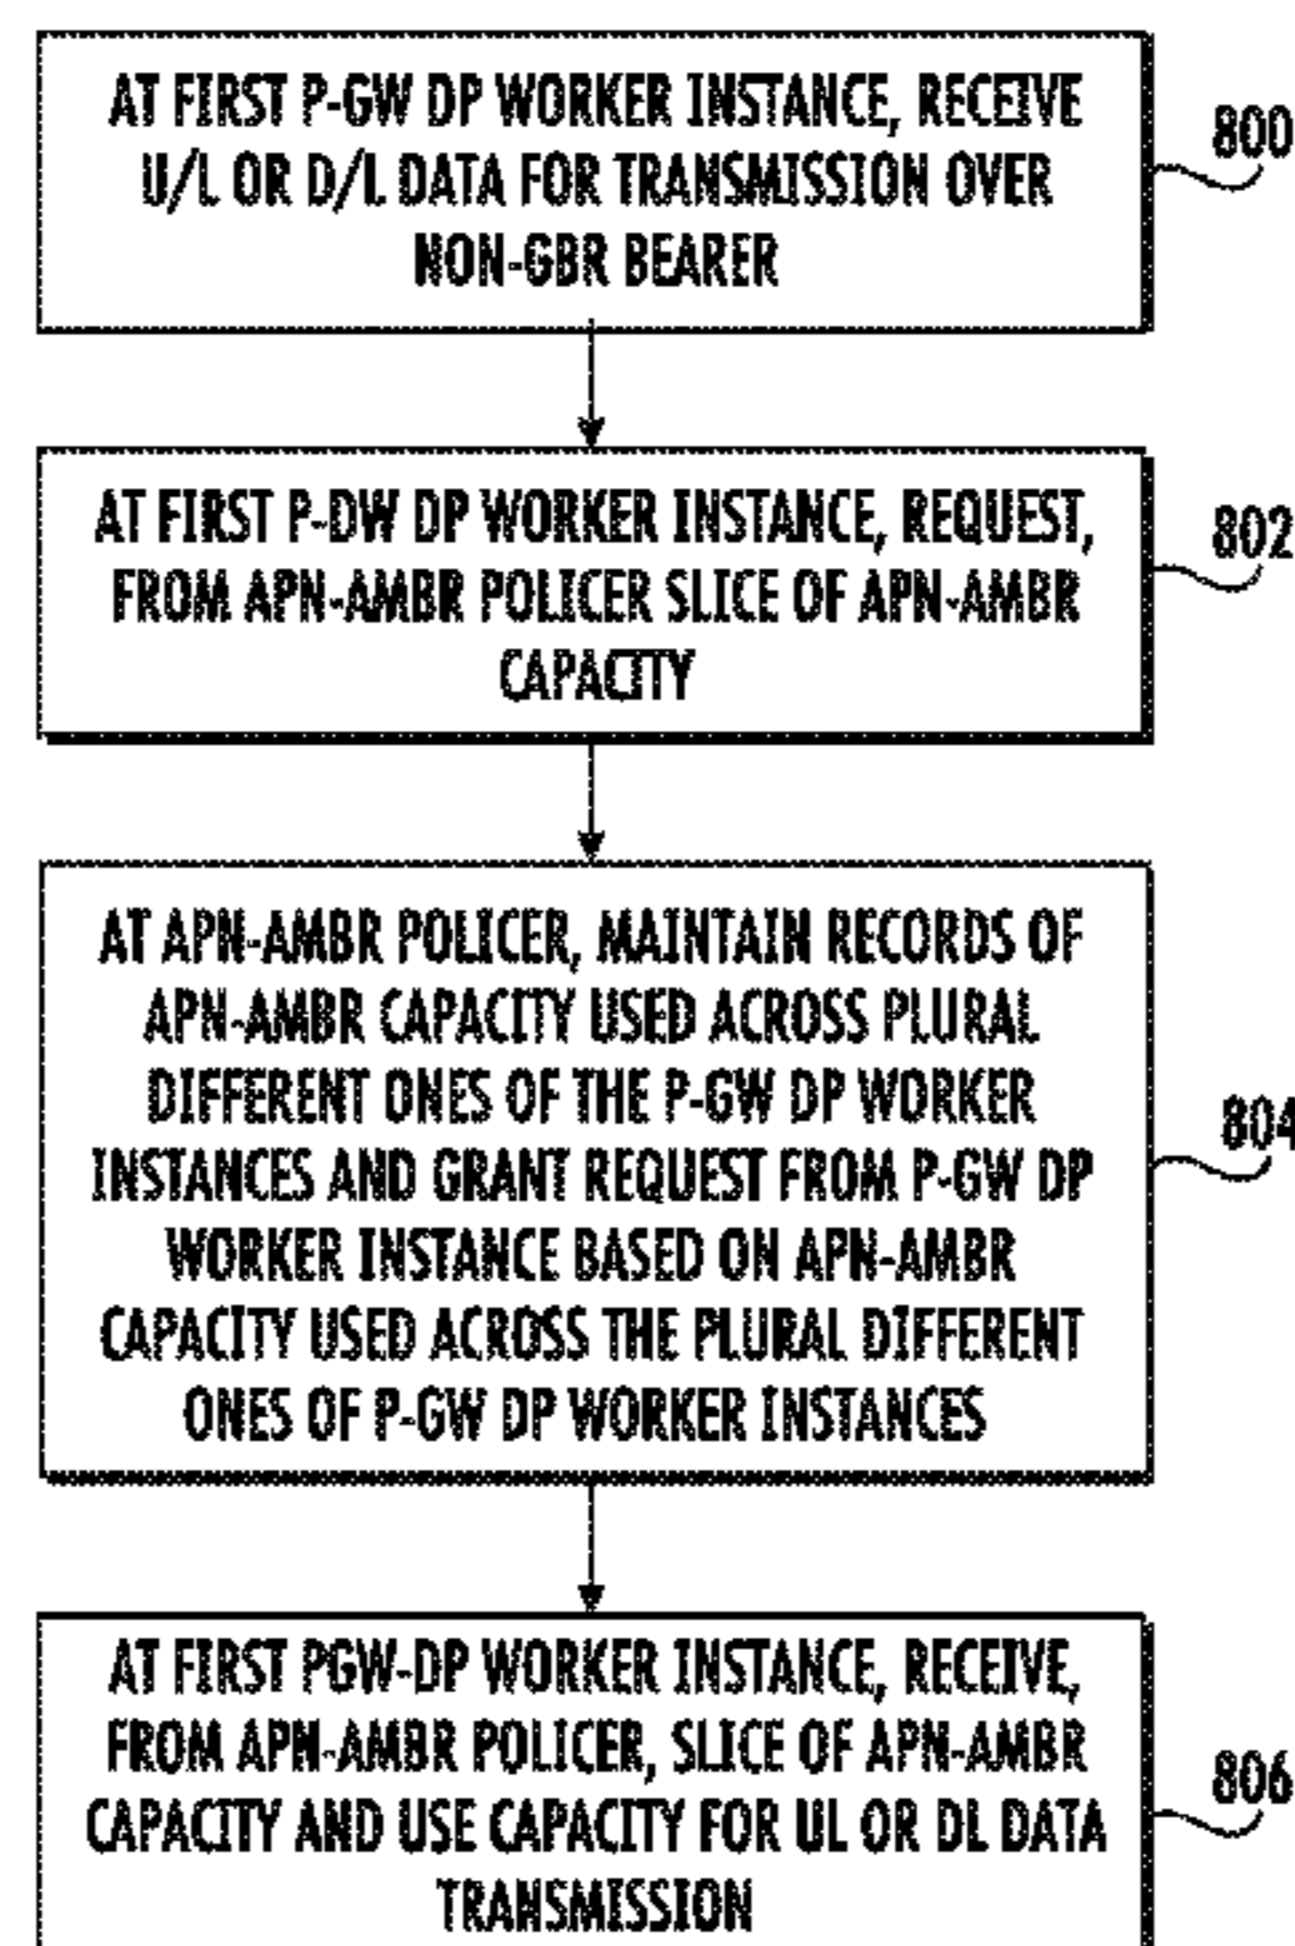 AT FIRST P-GW DP WORKER INSTANCE, RECEIVE
U/L OR D/L DATA FOR TRANSMISSION OVER
NON-GBR BEARER
800
AT FIRST P-DW DP WORKER INSTANCE, REQUEST,
FROM APN-AMBR POLICER SLICE OF APN-AMBR
CAPACITY
802
AT APN-AMBR POLICER, MAINTAIN RECORDS OF
APN-AMBR CAPACITY USED ACROSS PLURAL
DIFFERENT ONES OF THE P-GW DP WORKER
INSTANCES AND GRANT REQUEST FROM P-GW DP
WORKER INSTANCE BASED ON APN-AMBR
CAPACITY USED ACROSS THE PLURAL DIFFERENT
ONES OF P-GW DP WORKER INSTANCES
804
AT FIRST PGW-DP WORKER INSTANCE, RECEIVE,
FROM APN-AMBR POLICER, SLICE OF APN-AMBR
CAPACITY AND USE CAPACITY FOR UL OR DL DATA
TRANSMISSION
806